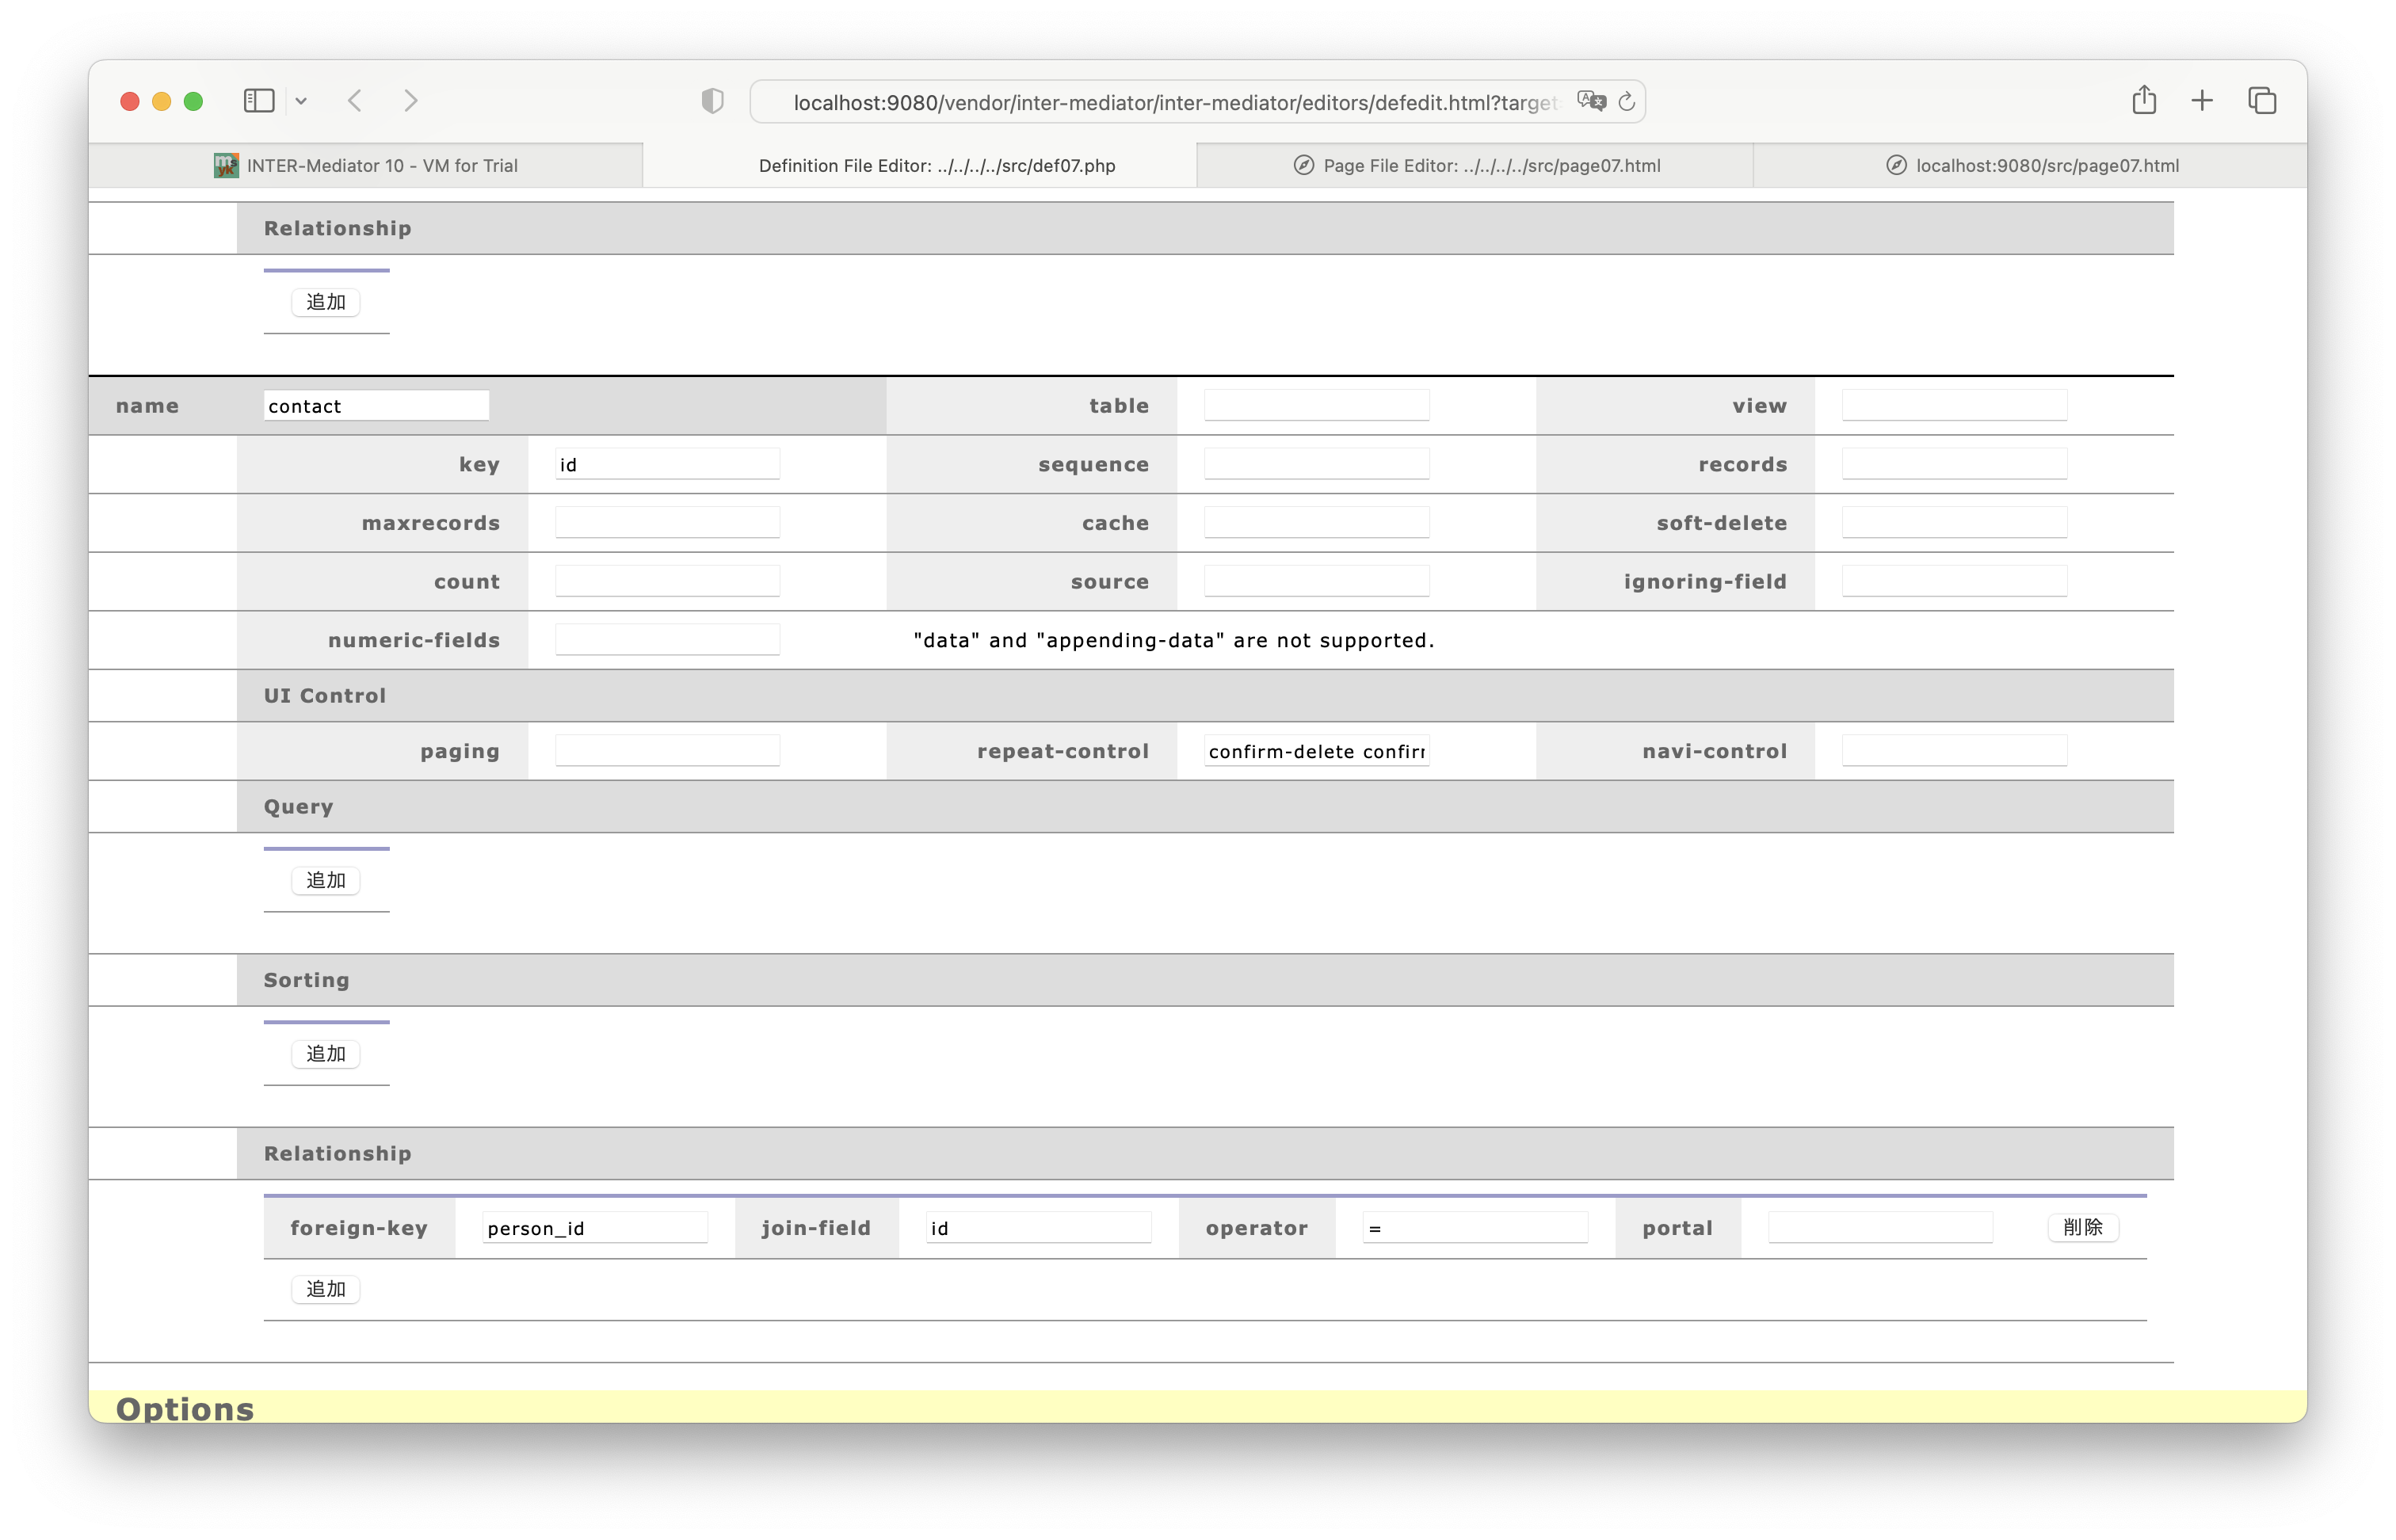 localhost:9080/vendor/inter-mediator/inter-mediator/editors/defedit.html?target
INTER-Mediator 10 - VM for Trial
Definition File Editor: ../../../../src/def07.php
Page File Editor: ../../../../src/page07.html
localhost:9080/src/page07.html
Relationship
追加
name contact table view
key id sequence records
maxrecords cache soft-delete
count source ignoring-field
numeric-fields "data" and "appending-data" are not supported.
UI Control
paging repeat-control confirm-delete confirr navi-control
Query
追加
Sorting
追加
Relationship
foreign-key person_id join-field id operator = portal 削除
追加
Options